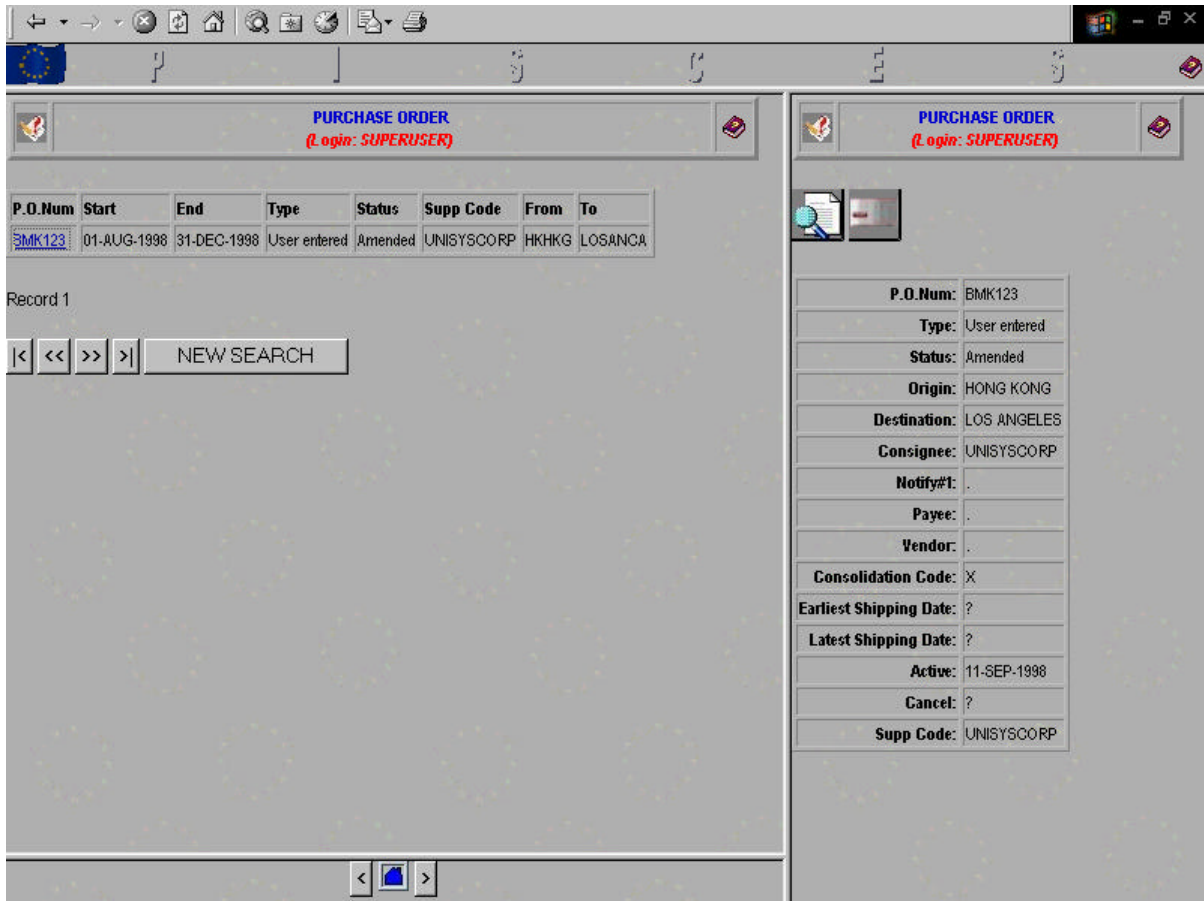 P I S C E S
PURCHASE ORDER
(Login: SUPERUSER)
P.O.Num Start End Type Status Supp Code From To
BMK123 01-AUG-1998 31-DEC-1998 User entered Amended UNISYSCORP HKHKG LOSANCA
Record 1
|< << >> >| NEW SEARCH
< >
PURCHASE ORDER
(Login: SUPERUSER)
P.O.Num: BMK123
Type: User entered
Status: Amended
Origin: HONG KONG
Destination: LOS ANGELES
Consignee: UNISYSCORP
Notify#1: .
Payee: .
Vendor: .
Consolidation Code: X
Earliest Shipping Date: ?
Latest Shipping Date: ?
Active: 11-SEP-1998
Cancel: ?
Supp Code: UNISYSCORP